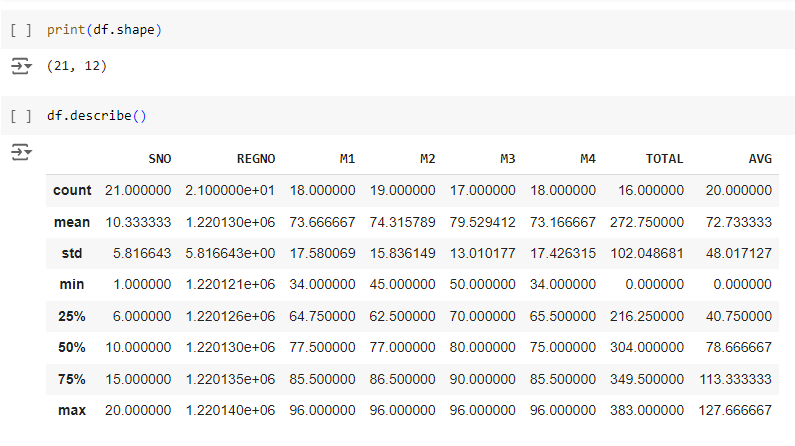 [ ] print(df.shape)
(21, 12)
[ ] df.describe()
SNO REGNO M1 M2 M3 M4 TOTAL AVG
count 21.000000 2.100000e+01 18.000000 19.000000 17.000000 18.000000 16.000000 20.000000
mean 10.333333 1.220130e+06 73.666667 74.315789 79.529412 73.166667 272.750000 72.733333
std 5.816643 5.816643e+00 17.580069 15.836149 13.010177 17.426315 102.048681 48.017127
min 1.000000 1.220121e+06 34.000000 45.000000 50.000000 34.000000 0.000000 0.000000
25% 6.000000 1.220126e+06 64.750000 62.500000 70.000000 65.500000 216.250000 40.750000
50% 10.000000 1.220130e+06 77.500000 77.000000 80.000000 75.000000 304.000000 78.666667
75% 15.000000 1.220135e+06 85.500000 86.500000 90.000000 85.500000 349.500000 113.333333
max 20.000000 1.220140e+06 96.000000 96.000000 96.000000 96.000000 383.000000 127.666667